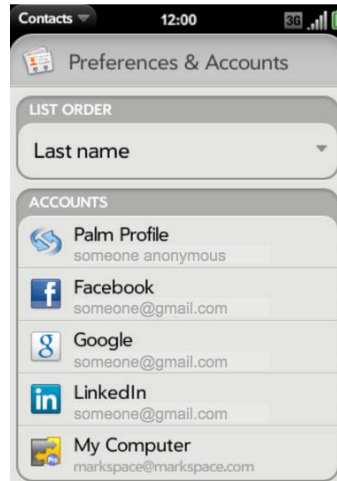 Contacts
12:00
3G
Preferences & Accounts
LIST ORDER
Last name
ACCOUNTS
Palm Profile
someone anonymous
Facebook
someone@gmail.com
Google
someone@gmail.com
LinkedIn
someone@gmail.com
My Computer
markspace@markspace.com